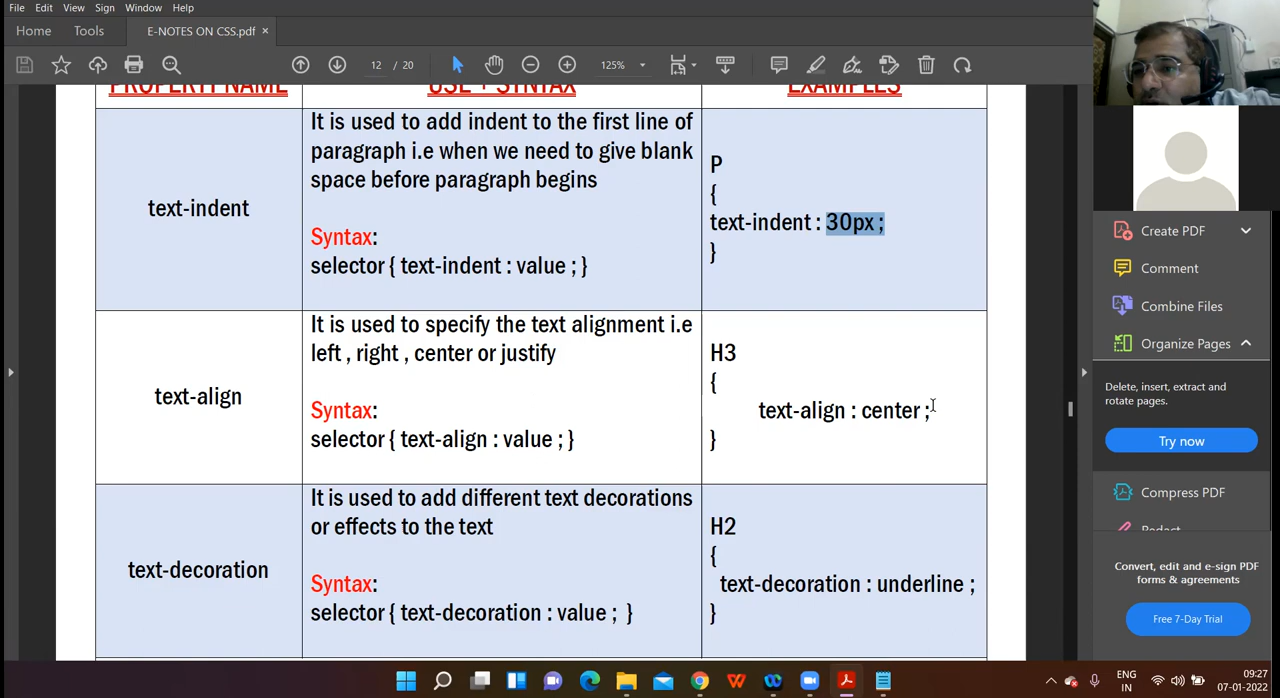 File Edit View Sign Window Help
Home Tools E-NOTES ON CSS.pdf ×
12 / 20 125%
PROPERTY NAME USE + SYNTAX EXAMPLES
text-indent
It is used to add indent to the first line of
paragraph i.e when we need to give blank
space before paragraph begins
Syntax:
selector { text-indent : value ; }
P
{
text-indent : 30px ;
}
text-align
It is used to specify the text alignment i.e
left , right , center or justify
Syntax:
selector { text-align : value ; }
H3
{
text-align : center ;
}
text-decoration
It is used to add different text decorations
or effects to the text
Syntax:
selector { text-decoration : value ; }
H2
{
text-decoration : underline ;
}
Create PDF
Comment
Combine Files
Organize Pages
Delete, insert, extract and
rotate pages.
Try now
Compress PDF
Redact
Convert, edit and e-sign PDF
forms & agreements
Free 7-Day Trial
ENG
IN
09:27
07-01-2022